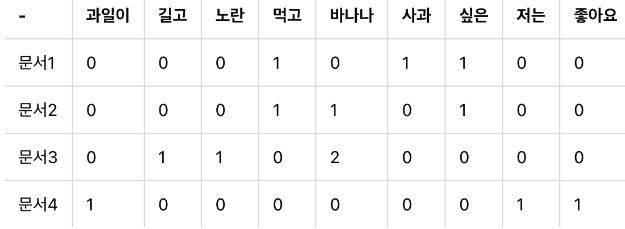 - 과일이 길고 노란 먹고 바나나 사과 싶은 저는 좋아요
문서1 0 0 0 1 0 1 1 0 0
문서2 0 0 0 1 1 0 1 0 0
문서3 0 1 1 0 2 0 0 0 0
문서4 1 0 0 0 0 0 0 1 1